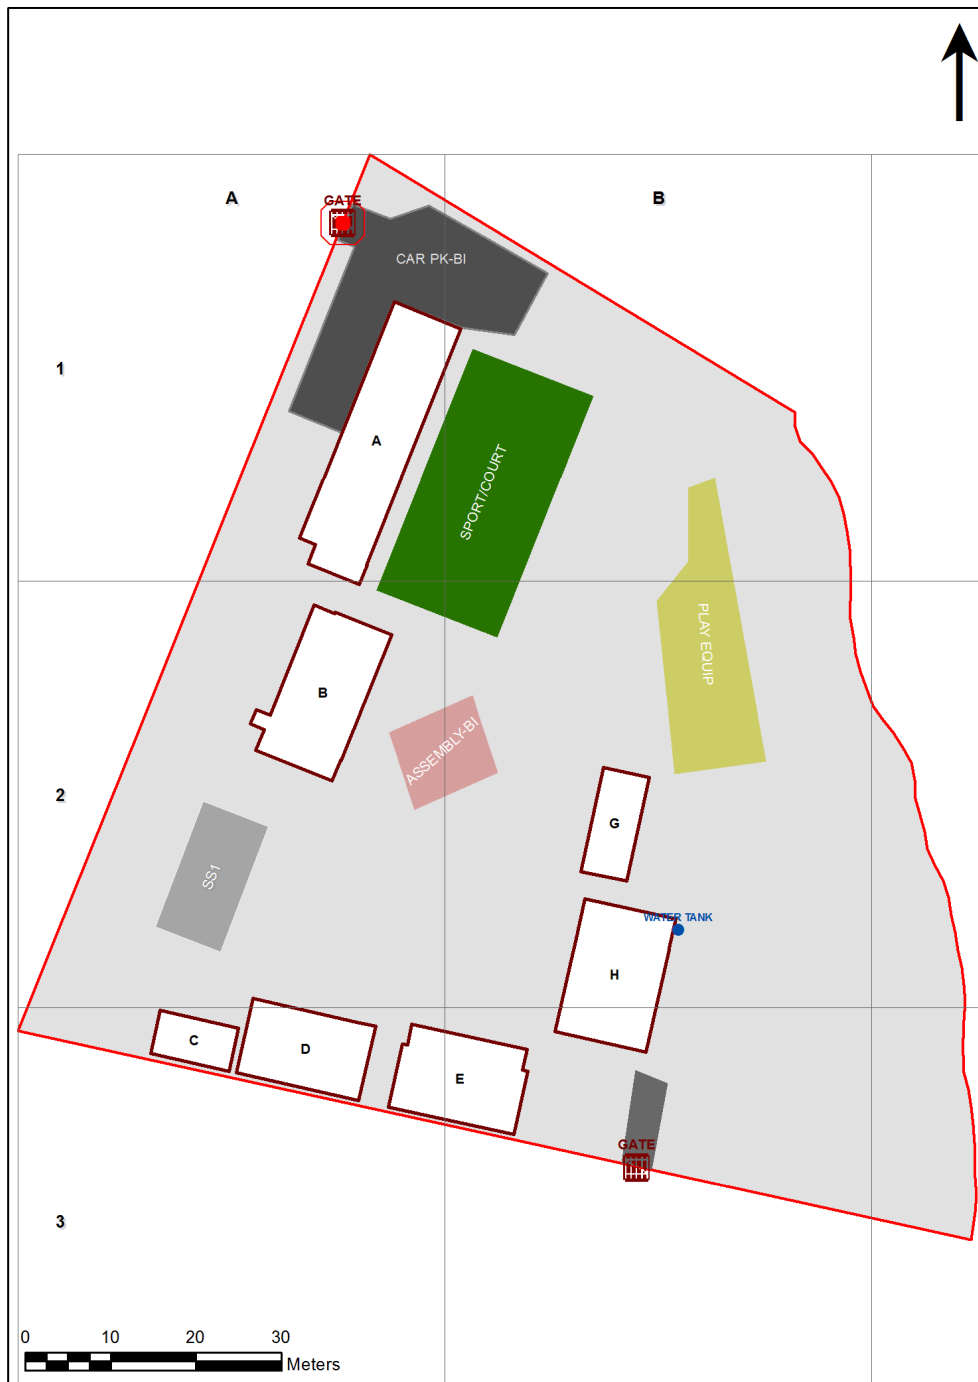 A
B
GATE
CAR PK-BI
1
A
SPORT/COURT
PLAY EQUIP
B
ASSEMBLY-BI
2
G
SS1
WATER TANK
H
C
D
E
GATE
3
0 10 20 30
Meters